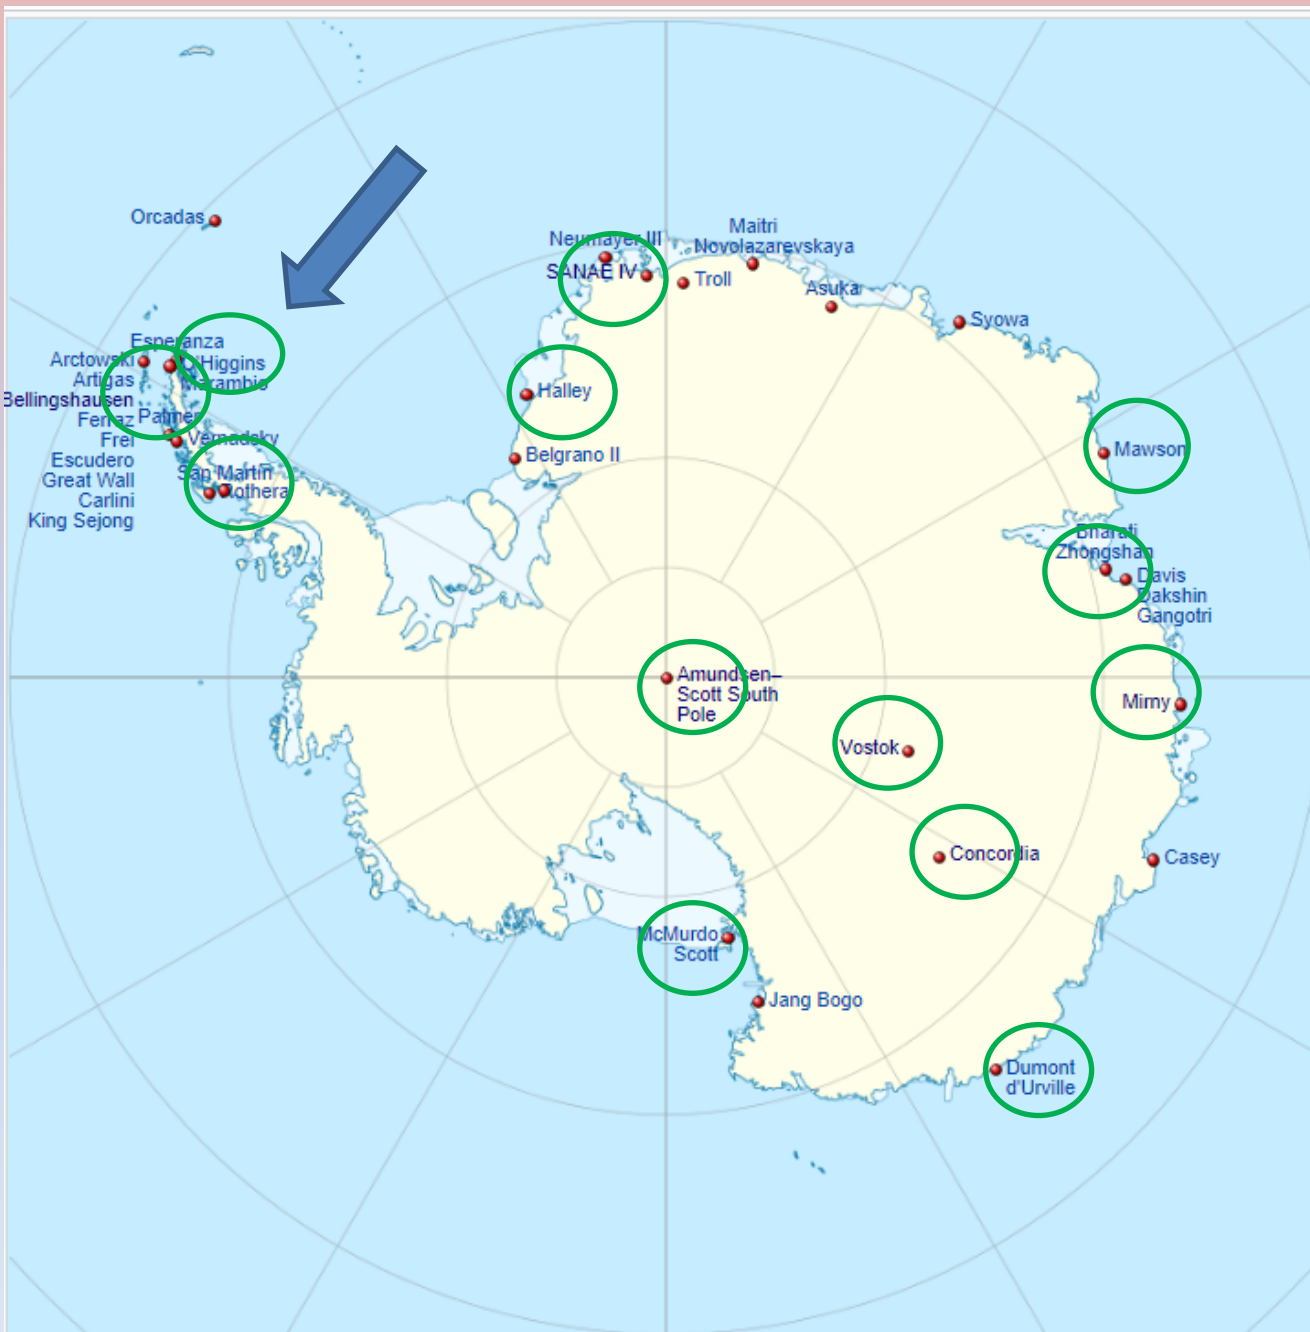 Orcadas
Neumayer III
SANAE IV
Maitri
Novolazarevskaya
Troll
Asuka
Syowa
Esperanza
O'Higgins
Marambio
Arctowski
Artigas
Bellingshausen
Ferraz
Frei
Escudero
Great Wall
Carlini
King Sejong
Palmer
Vernadsky
San Martin
Rothera
Halley
Belgrano II
Mawson
Bharati
Zhongshan
Davis
Dakshin
Gangotri
Amundsen–
Scott South
Pole
Mirny
Vostok
Concordia
Casey
McMurdo
Scott
Jang Bogo
Dumont
d'Urville